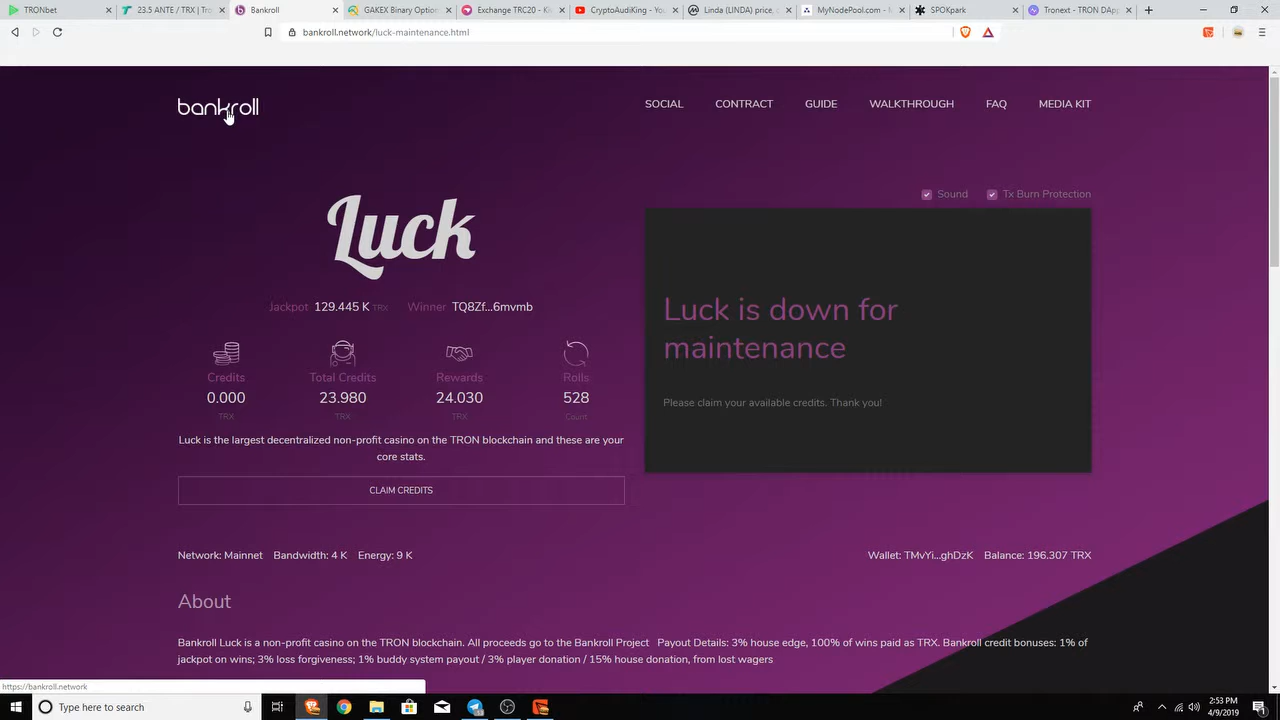 TRONbet
23.5 ANTE / TRX | Tro
Bankroll
GAKEX Binary Option
Exchange TRC20 - Ki
CryptoAudiKing - You
Linda (LINDA) price, c
MyNodePool.com - M
SPOKpark
Tronext - TRON DAp
bankroll.network/luck-maintenance.html
bankroll
SOCIAL CONTRACT GUIDE WALKTHROUGH FAQ MEDIA KIT
Sound Tx Burn Protection
Luck
Jackpot 129.445 K TRX Winner TQ8Zf...6mvmb
Luck is down for
maintenance
Please claim your available credits. Thank you!
Credits Total Credits Rewards Rolls
0.000 23.980 24.030 528
TRX TRX TRX Count
Luck is the largest decentralized non-profit casino on the TRON blockchain and these are your
core stats.
CLAIM CREDITS
Network: Mainnet Bandwidth: 4 K Energy: 9 K
Wallet: TMvYi...ghDzK Balance: 196.307 TRX
About
Bankroll Luck is a non-profit casino on the TRON blockchain. All proceeds go to the Bankroll Project Payout Details: 3% house edge, 100% of wins paid as TRX. Bankroll credit bonuses: 1% of
jackpot on wins; 3% loss forgiveness; 1% buddy system payout / 3% player donation / 15% house donation, from lost wagers
https://bankroll.network
Type here to search
2:53 PM
4/9/2019